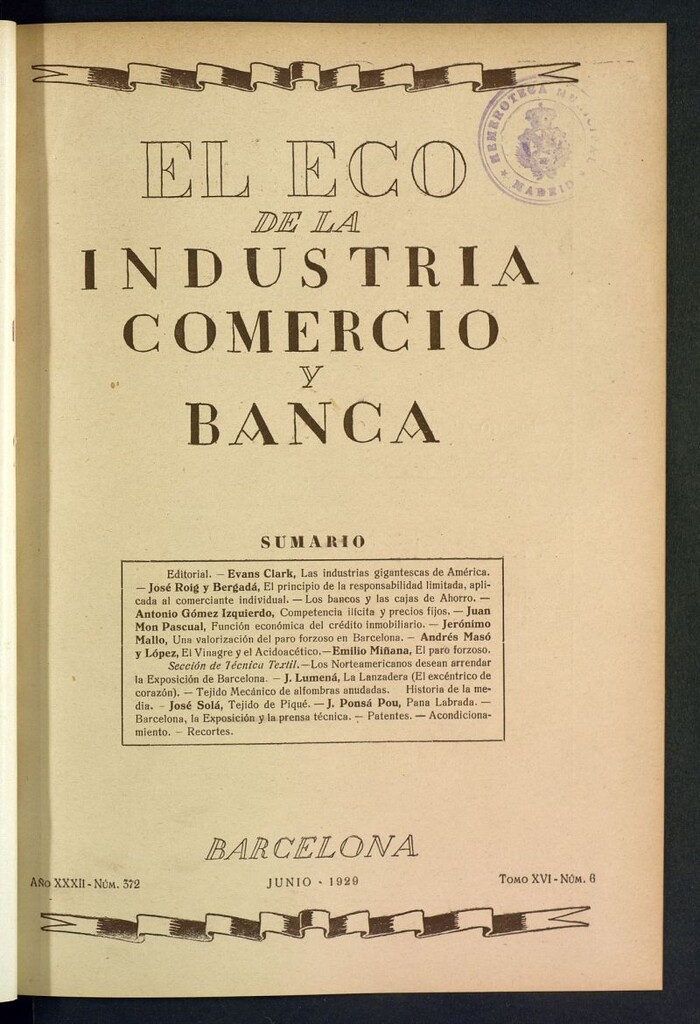 HEMEROTECA
MADRID
EL ECO
DE LA
INDUSTRIA
COMERCIO
Y
BANCA
SUMARIO
Editorial. — Evans Clark, Las industrias gigantescas de América.
— José Roig y Bergadá, El principio de la responsabilidad limitada, apli-
cada al comerciante individual. — Los bancos y las cajas de Ahorro. —
Antonio Gómez Izquierdo, Competencia ilícita y precios fijos. — Juan
Mon Pascual, Función económica del crédito inmobiliario. — Jerónimo
Mallo, Una valorización del paro forzoso en Barcelona. — Andrés Masó
y López, El Vinagre y el Acidoacético. — Emilio Miñana, El paro forzoso.
Sección de Técnica Textil. — Los Norteamericanos desean arrendar
la Exposición de Barcelona. — J. Lumená, La Lanzadera (El excéntrico de
corazón). — Tejido Mecánico de alfombras anudadas. Historia de la me-
dia. - José Solá, Tejido de Piqué. — J. Ponsá Pou, Pana Labrada. —
Barcelona, la Exposición y la prensa técnica. — Patentes. — Acondiciona-
miento. — Recortes.
BARCELONA
AÑO XXXII - NÚM. 372
JUNIO - 1929
TOMO XVI - NÚM. 6